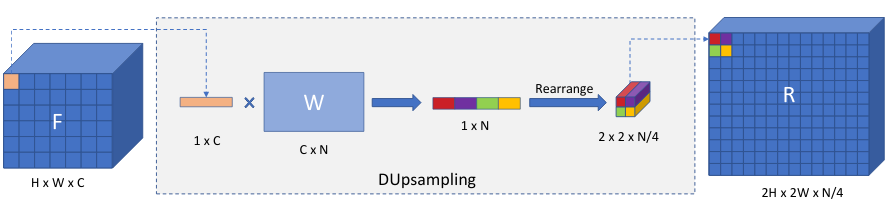 F
H x W x C
1 x C
W
C x N
1 x N
Rearrange
2 x 2 x N/4
DUpsampling
R
2H x 2W x N/4